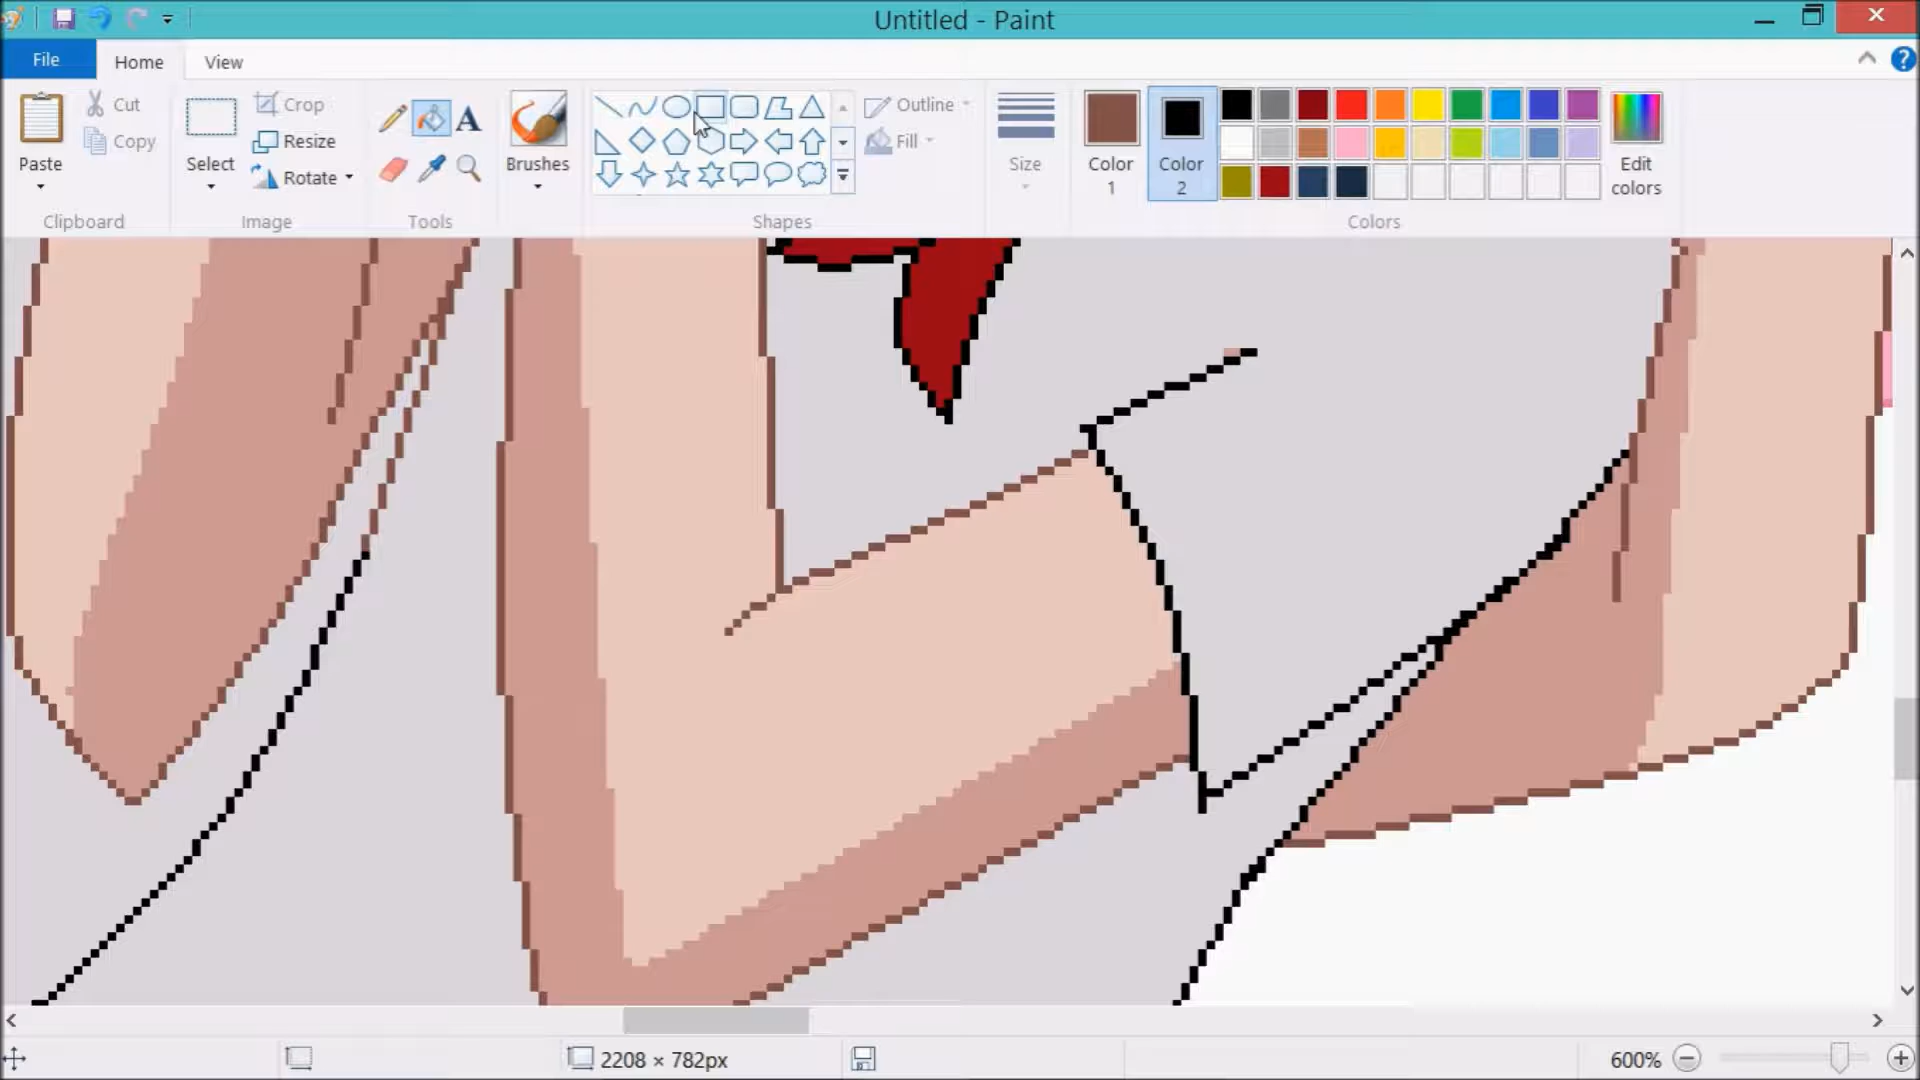 Untitled - Paint
File
Home
View
Paste
Cut
Copy
Clipboard
Select
Crop
Resize
Rotate
Image
A
Tools
Brushes
Outline
Fill
Shapes
Size
Color
1
Color
2
Edit
colors
Colors
2208 × 782px
600%